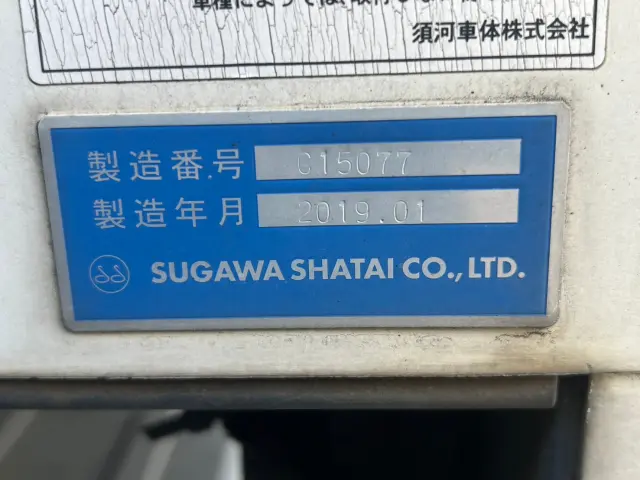 須河車体株式会社
製造番号 C15077
製造年月 2019.01
SUGAWA SHATAI CO.,LTD.